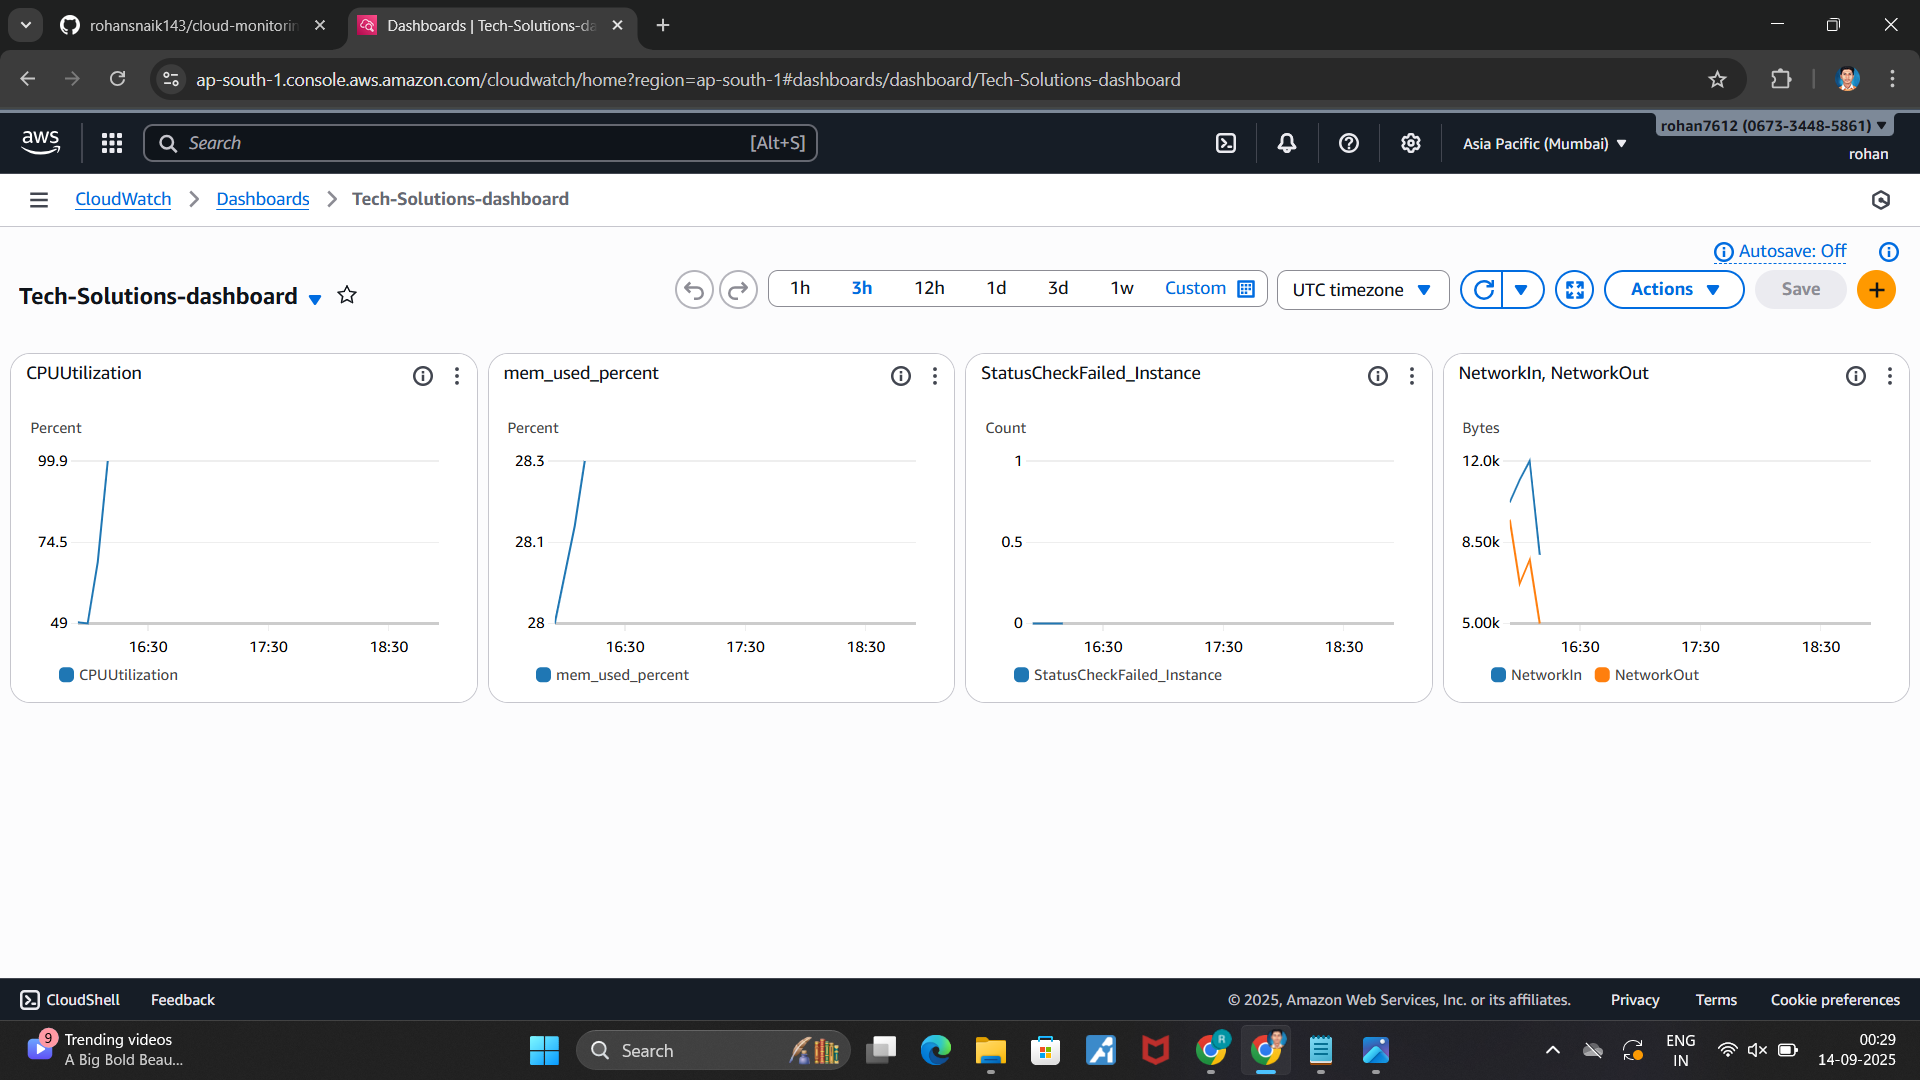 rohansnaik143/cloud-monitorin
Dashboards | Tech-Solutions-da
ap-south-1.console.aws.amazon.com/cloudwatch/home?region=ap-south-1#dashboards/dashboard/Tech-Solutions-dashboard
aws
Search
[Alt+S]
Asia Pacific (Mumbai)
rohan7612 (0673-3448-5861)
rohan
CloudWatch
Dashboards
Tech-Solutions-dashboard
Autosave: Off
Tech-Solutions-dashboard
1h 3h 12h 1d 3d 1w Custom
UTC timezone
Actions
Save
CPUUtilization
Percent
99.9
74.5
49
16:30 17:30 18:30
CPUUtilization
mem_used_percent
Percent
28.3
28.1
28
16:30 17:30 18:30
mem_used_percent
StatusCheckFailed_Instance
Count
1
0.5
0
16:30 17:30 18:30
StatusCheckFailed_Instance
NetworkIn, NetworkOut
Bytes
12.0k
8.50k
5.00k
16:30 17:30 18:30
NetworkIn NetworkOut
CloudShell Feedback
© 2025, Amazon Web Services, Inc. or its affiliates. Privacy Terms Cookie preferences
9
Trending videos
A Big Bold Beau...
Search
R
ENG
IN
00:29
14-09-2025